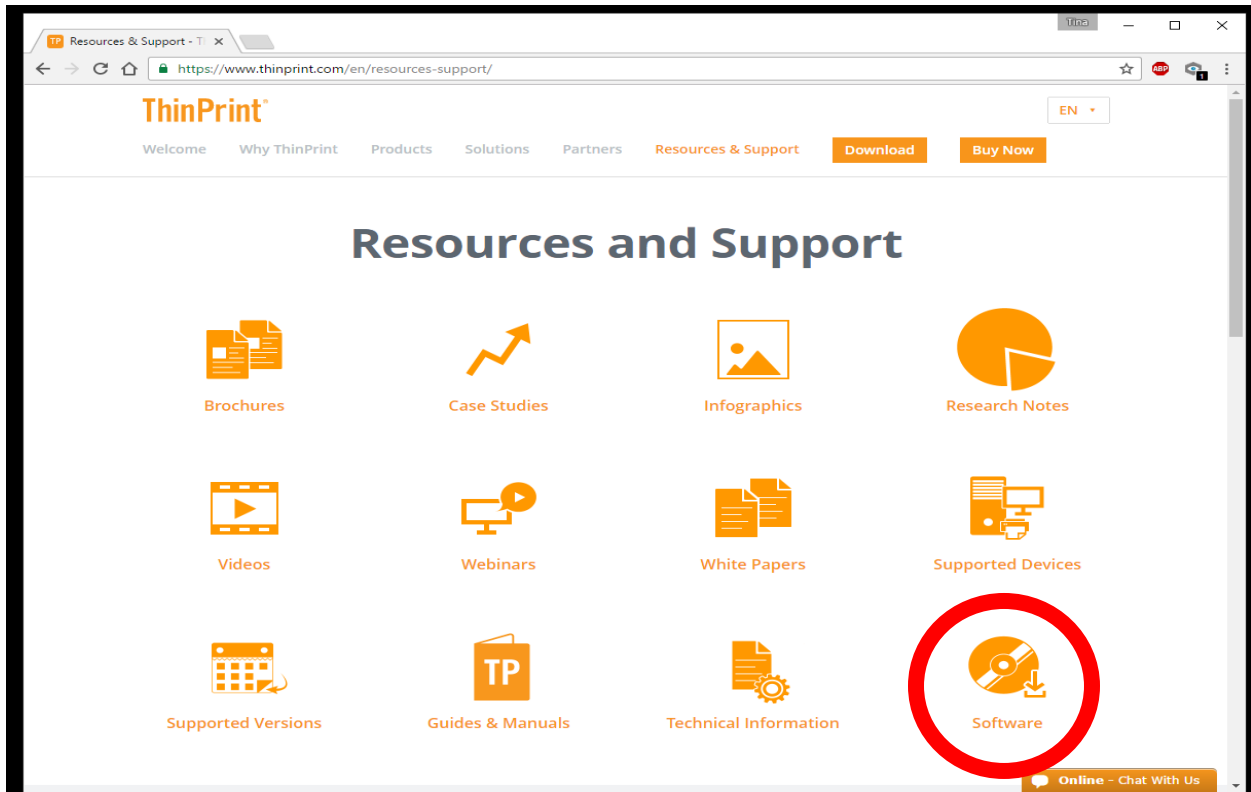 Tina
TP Resources & Support - T
https://www.thinprint.com/en/resources-support/
ABP
1
ThinPrint®
EN
Welcome Why ThinPrint Products Solutions Partners Resources & Support Download Buy Now
Resources and Support
Brochures Case Studies Infographics Research Notes
Videos Webinars White Papers Supported Devices
TP
Supported Versions Guides & Manuals Technical Information Software
Online - Chat With Us